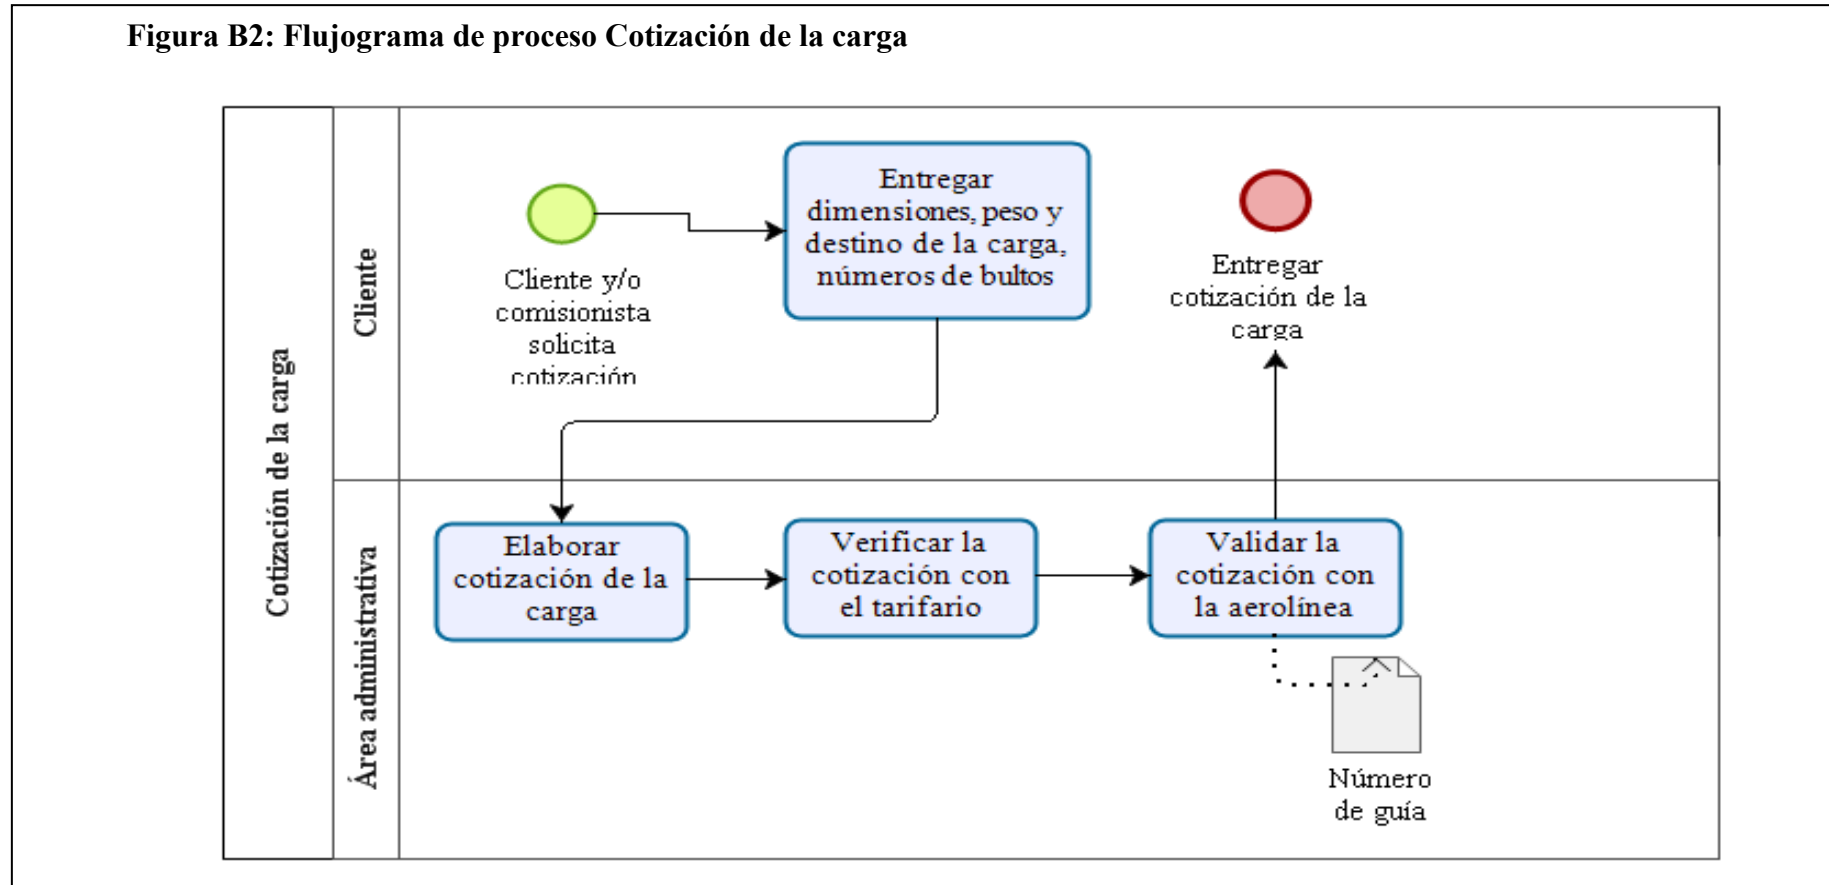 Figura B2: Flujograma de proceso Cotización de la carga
Cotización de la carga
Cliente
Cliente y/o
comisionista
solicita
cotización
Entregar
dimensiones, peso y
destino de la carga,
números de bultos
Entregar
cotización de la
carga
Área administrativa
Elaborar
cotización de la
carga
Verificar la
cotización con
el tarifario
Validar la
cotización con
la aerolínea
Número
de guía